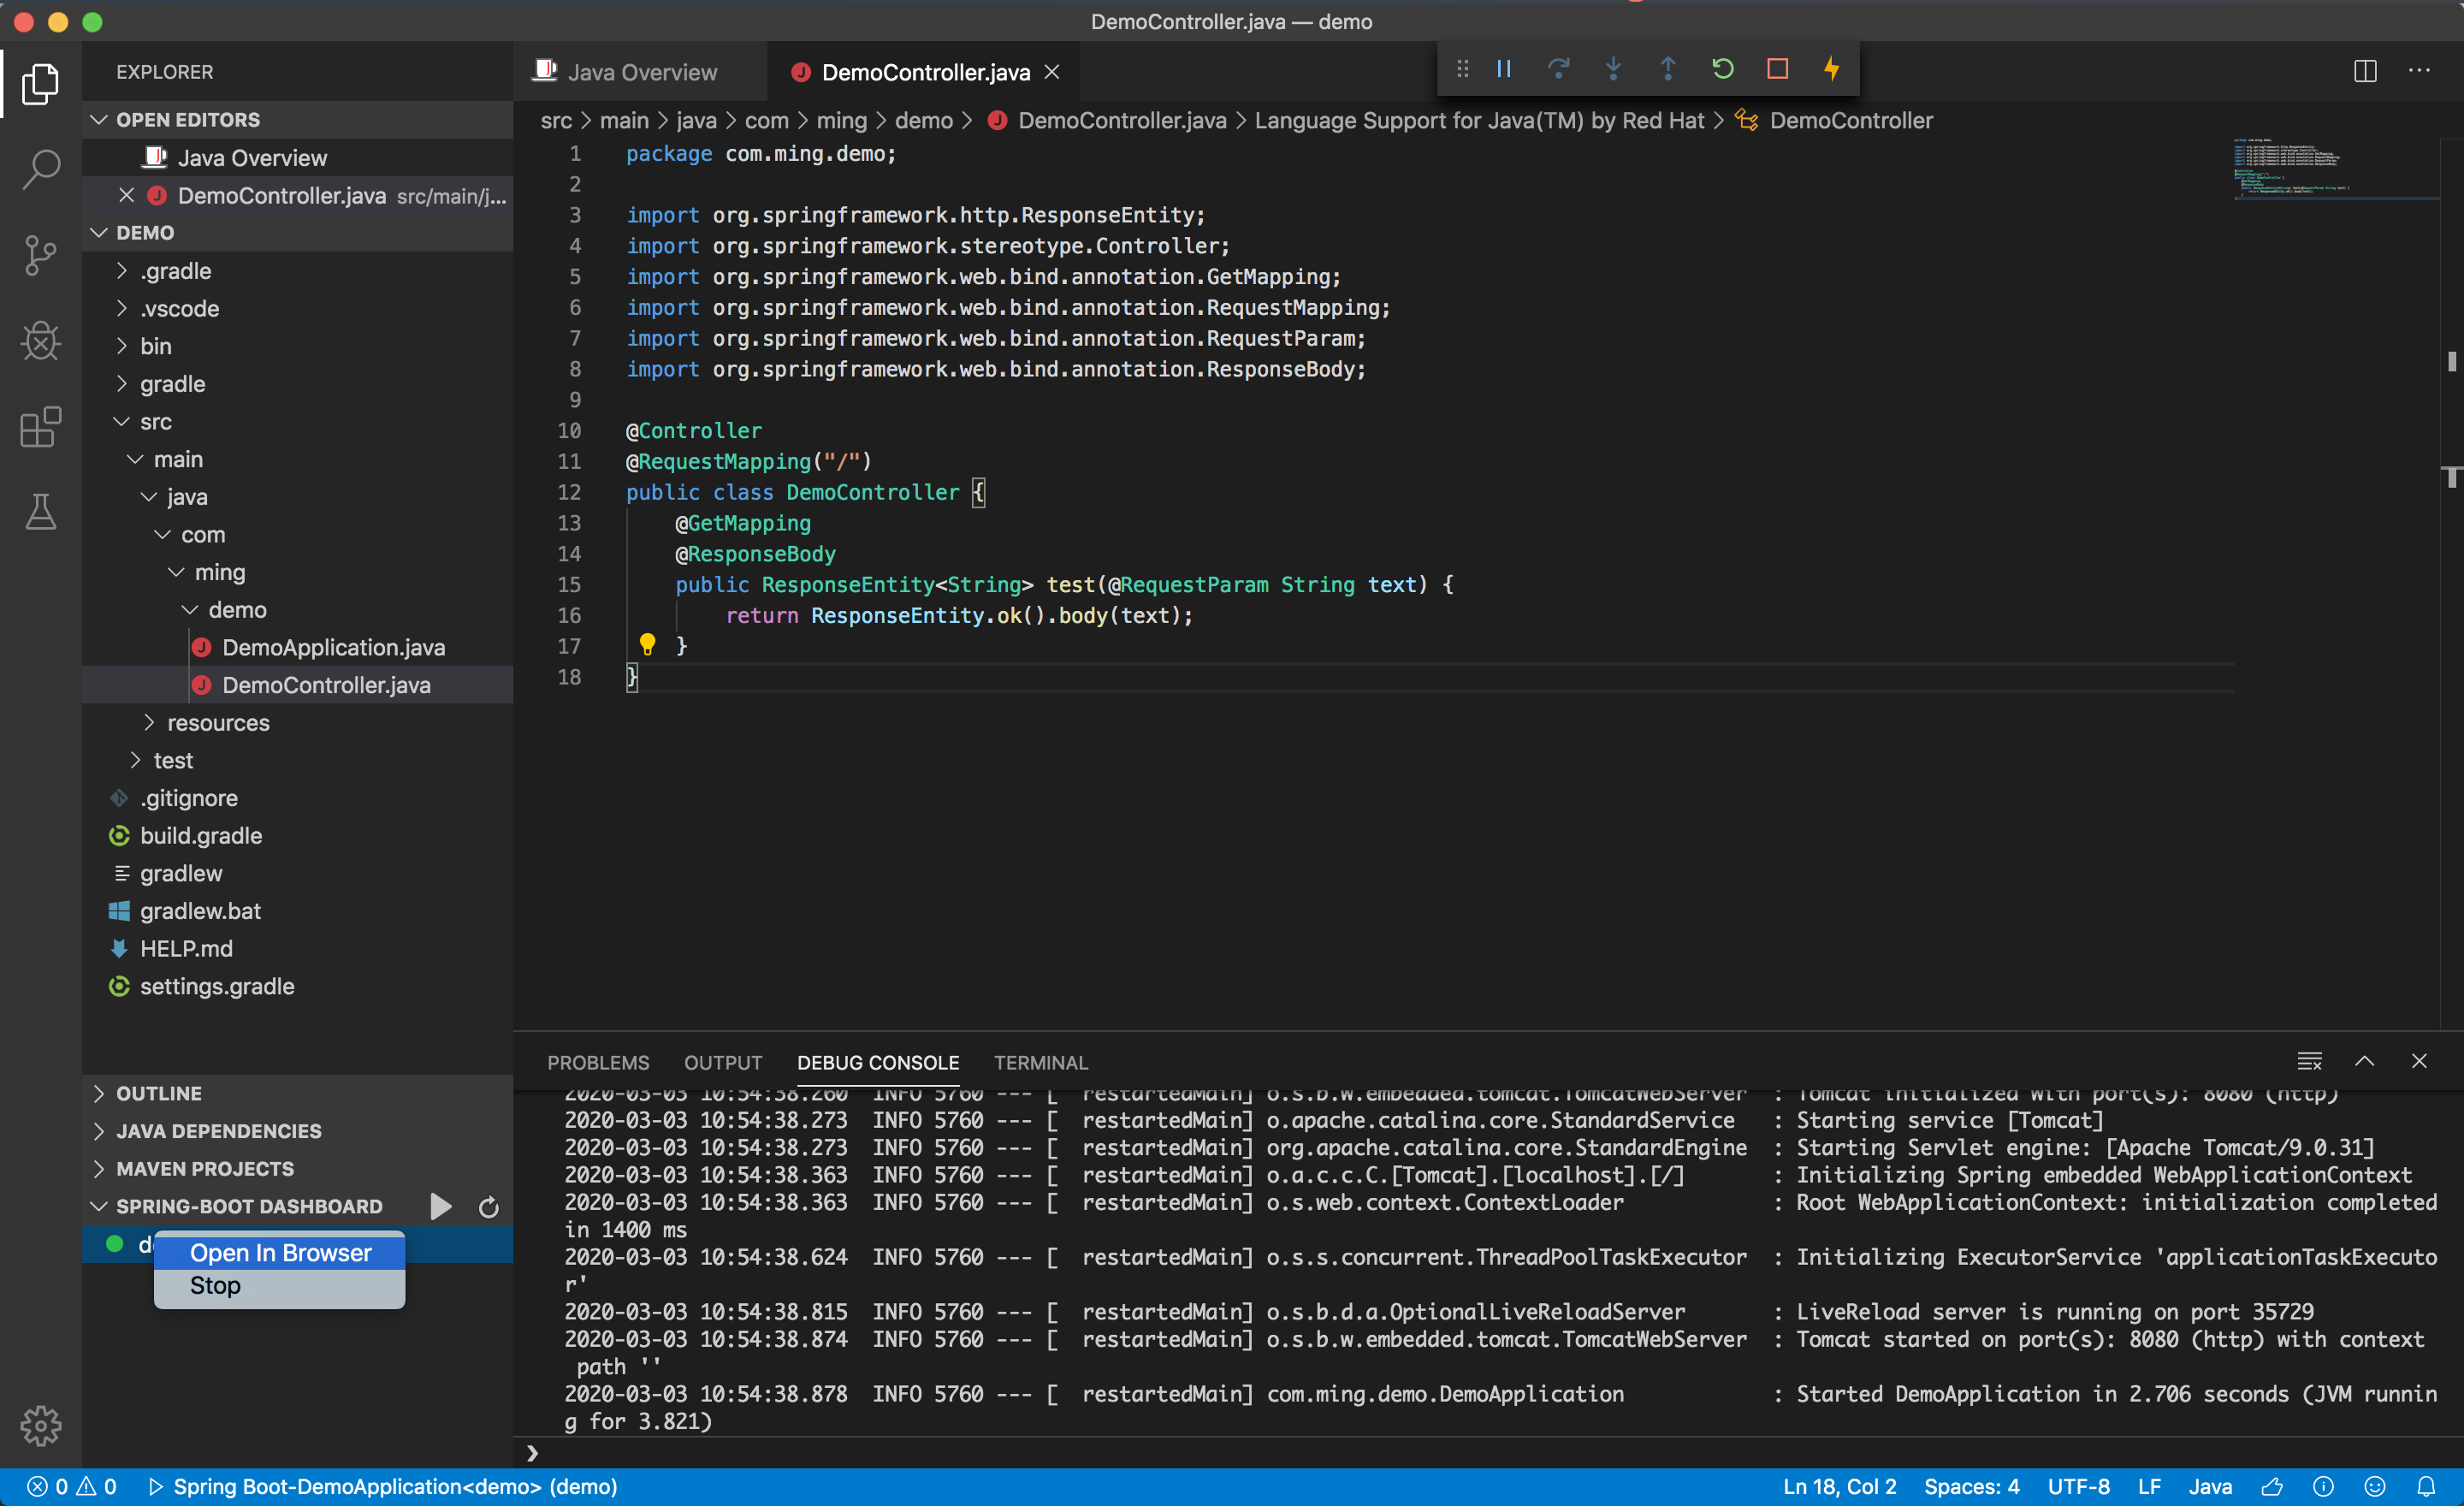 DemoController.java — demo
EXPLORER
OPEN EDITORS
Java Overview
DemoController.java src/main/j...
DEMO
.gradle
.vscode
bin
gradle
src
main
java
com
ming
demo
DemoApplication.java
DemoController.java
resources
test
.gitignore
build.gradle
gradlew
gradlew.bat
HELP.md
settings.gradle
OUTLINE
JAVA DEPENDENCIES
MAVEN PROJECTS
SPRING-BOOT DASHBOARD
Open In Browser
Stop
Java Overview
DemoController.java
src > main > java > com > ming > demo > DemoController.java > Language Support for Java(TM) by Red Hat > DemoController
1 package com.ming.demo;
2
3 import org.springframework.http.ResponseEntity;
4 import org.springframework.stereotype.Controller;
5 import org.springframework.web.bind.annotation.GetMapping;
6 import org.springframework.web.bind.annotation.RequestMapping;
7 import org.springframework.web.bind.annotation.RequestParam;
8 import org.springframework.web.bind.annotation.ResponseBody;
9
10 @Controller
11 @RequestMapping("/")
12 public class DemoController {
13 @GetMapping
14 @ResponseBody
15 public ResponseEntity<String> test(@RequestParam String text) {
16 return ResponseEntity.ok().body(text);
17 }
18 }
PROBLEMS OUTPUT DEBUG CONSOLE TERMINAL
2020-03-03 10:54:38.260 INFO 5760 --- [ restartedMain] o.s.b.w.embedded.tomcat.TomcatWebServer : Tomcat initialized with port(s): 8080 (http)
2020-03-03 10:54:38.273 INFO 5760 --- [ restartedMain] o.apache.catalina.core.StandardService : Starting service [Tomcat]
2020-03-03 10:54:38.273 INFO 5760 --- [ restartedMain] org.apache.catalina.core.StandardEngine : Starting Servlet engine: [Apache Tomcat/9.0.31]
2020-03-03 10:54:38.363 INFO 5760 --- [ restartedMain] o.a.c.c.C.[Tomcat].[localhost].[/] : Initializing Spring embedded WebApplicationContext
2020-03-03 10:54:38.363 INFO 5760 --- [ restartedMain] o.s.web.context.ContextLoader : Root WebApplicationContext: initialization completed
in 1400 ms
2020-03-03 10:54:38.624 INFO 5760 --- [ restartedMain] o.s.s.concurrent.ThreadPoolTaskExecutor : Initializing ExecutorService 'applicationTaskExecuto
r'
2020-03-03 10:54:38.815 INFO 5760 --- [ restartedMain] o.s.b.d.a.OptionalLiveReloadServer : LiveReload server is running on port 35729
2020-03-03 10:54:38.874 INFO 5760 --- [ restartedMain] o.s.b.w.embedded.tomcat.TomcatWebServer : Tomcat started on port(s): 8080 (http) with context
path ''
2020-03-03 10:54:38.878 INFO 5760 --- [ restartedMain] com.ming.demo.DemoApplication : Started DemoApplication in 2.706 seconds (JVM runnin
g for 3.821)
0 0 Spring Boot-DemoApplication<demo> (demo) Ln 18, Col 2 Spaces: 4 UTF-8 LF Java